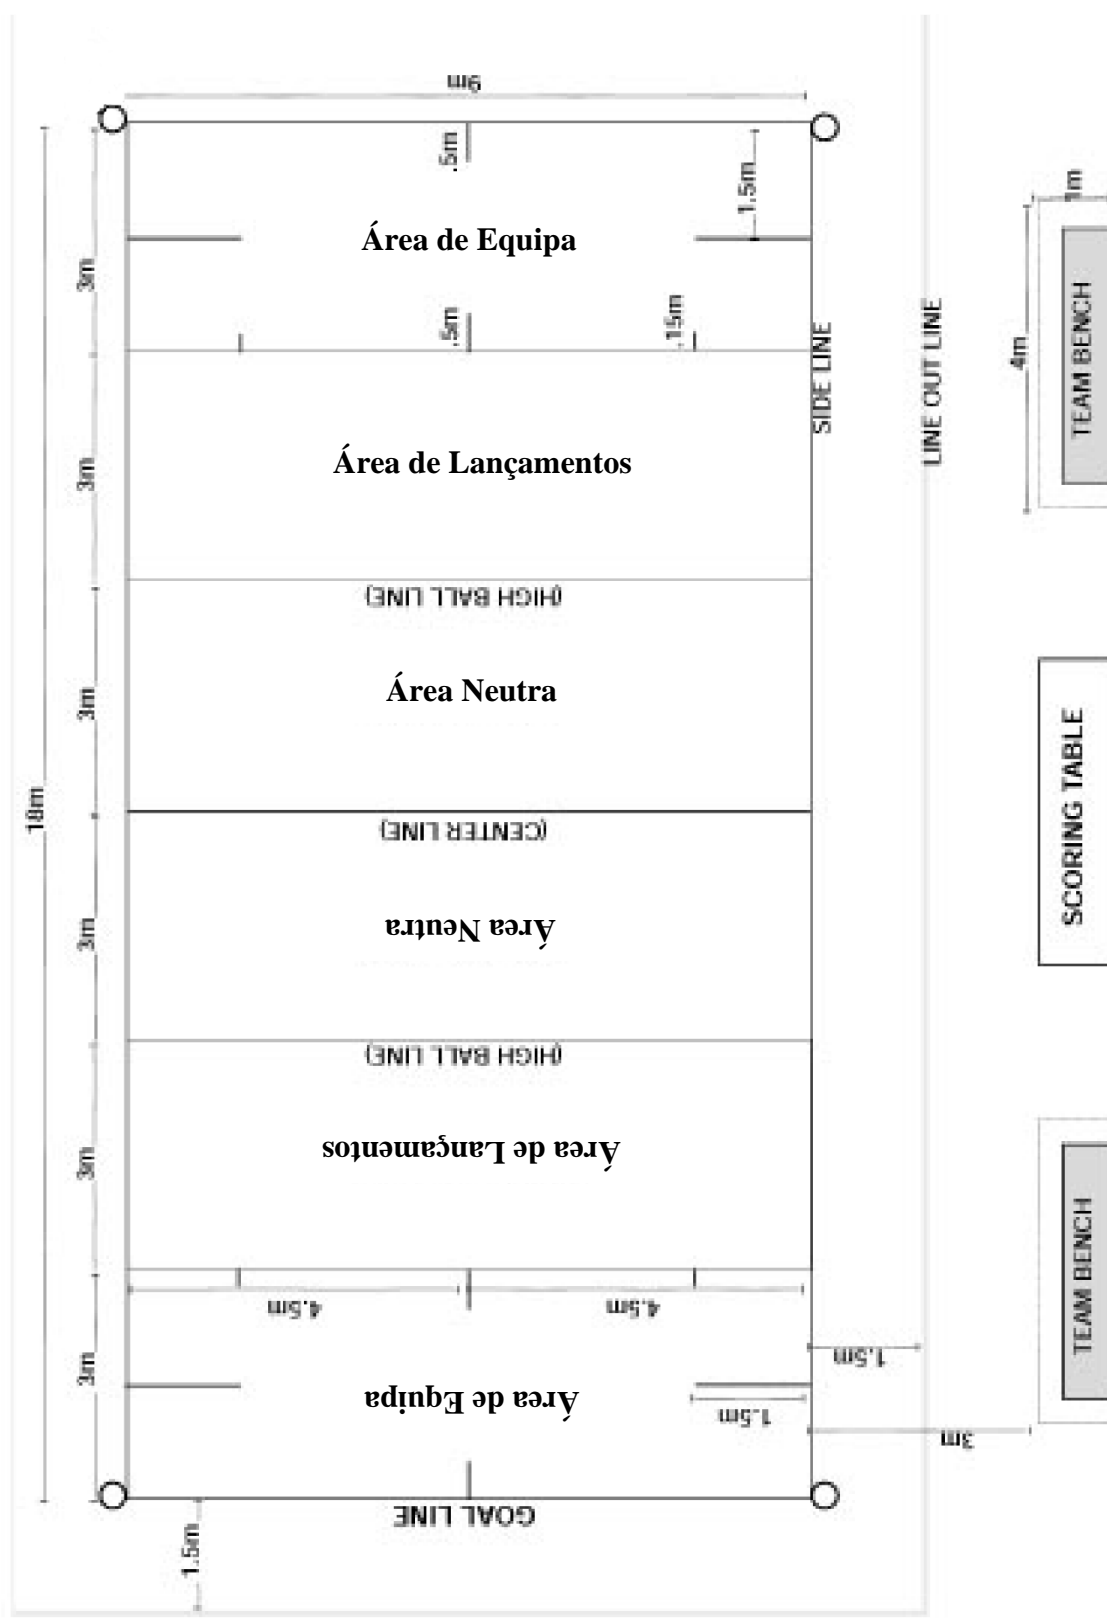 9m
.5m
1.5m
1m
Área de Equipa
3m
.5m
.15m
SIDE LINE
LINE OUT LINE
4m
TEAM BENCH
Área de Lançamentos
3m
(HIGH BALL LINE)
Área Neutra
3m
18m
(CENTER LINE)
SCORING TABLE
Área Neutra
3m
(HIGH BALL LINE)
Área de Lançamentos
3m
4.5m
4.5m
TEAM BENCH
1.5m
3m
Área de Equipa
1.5m
3m
GOAL LINE
1.5m